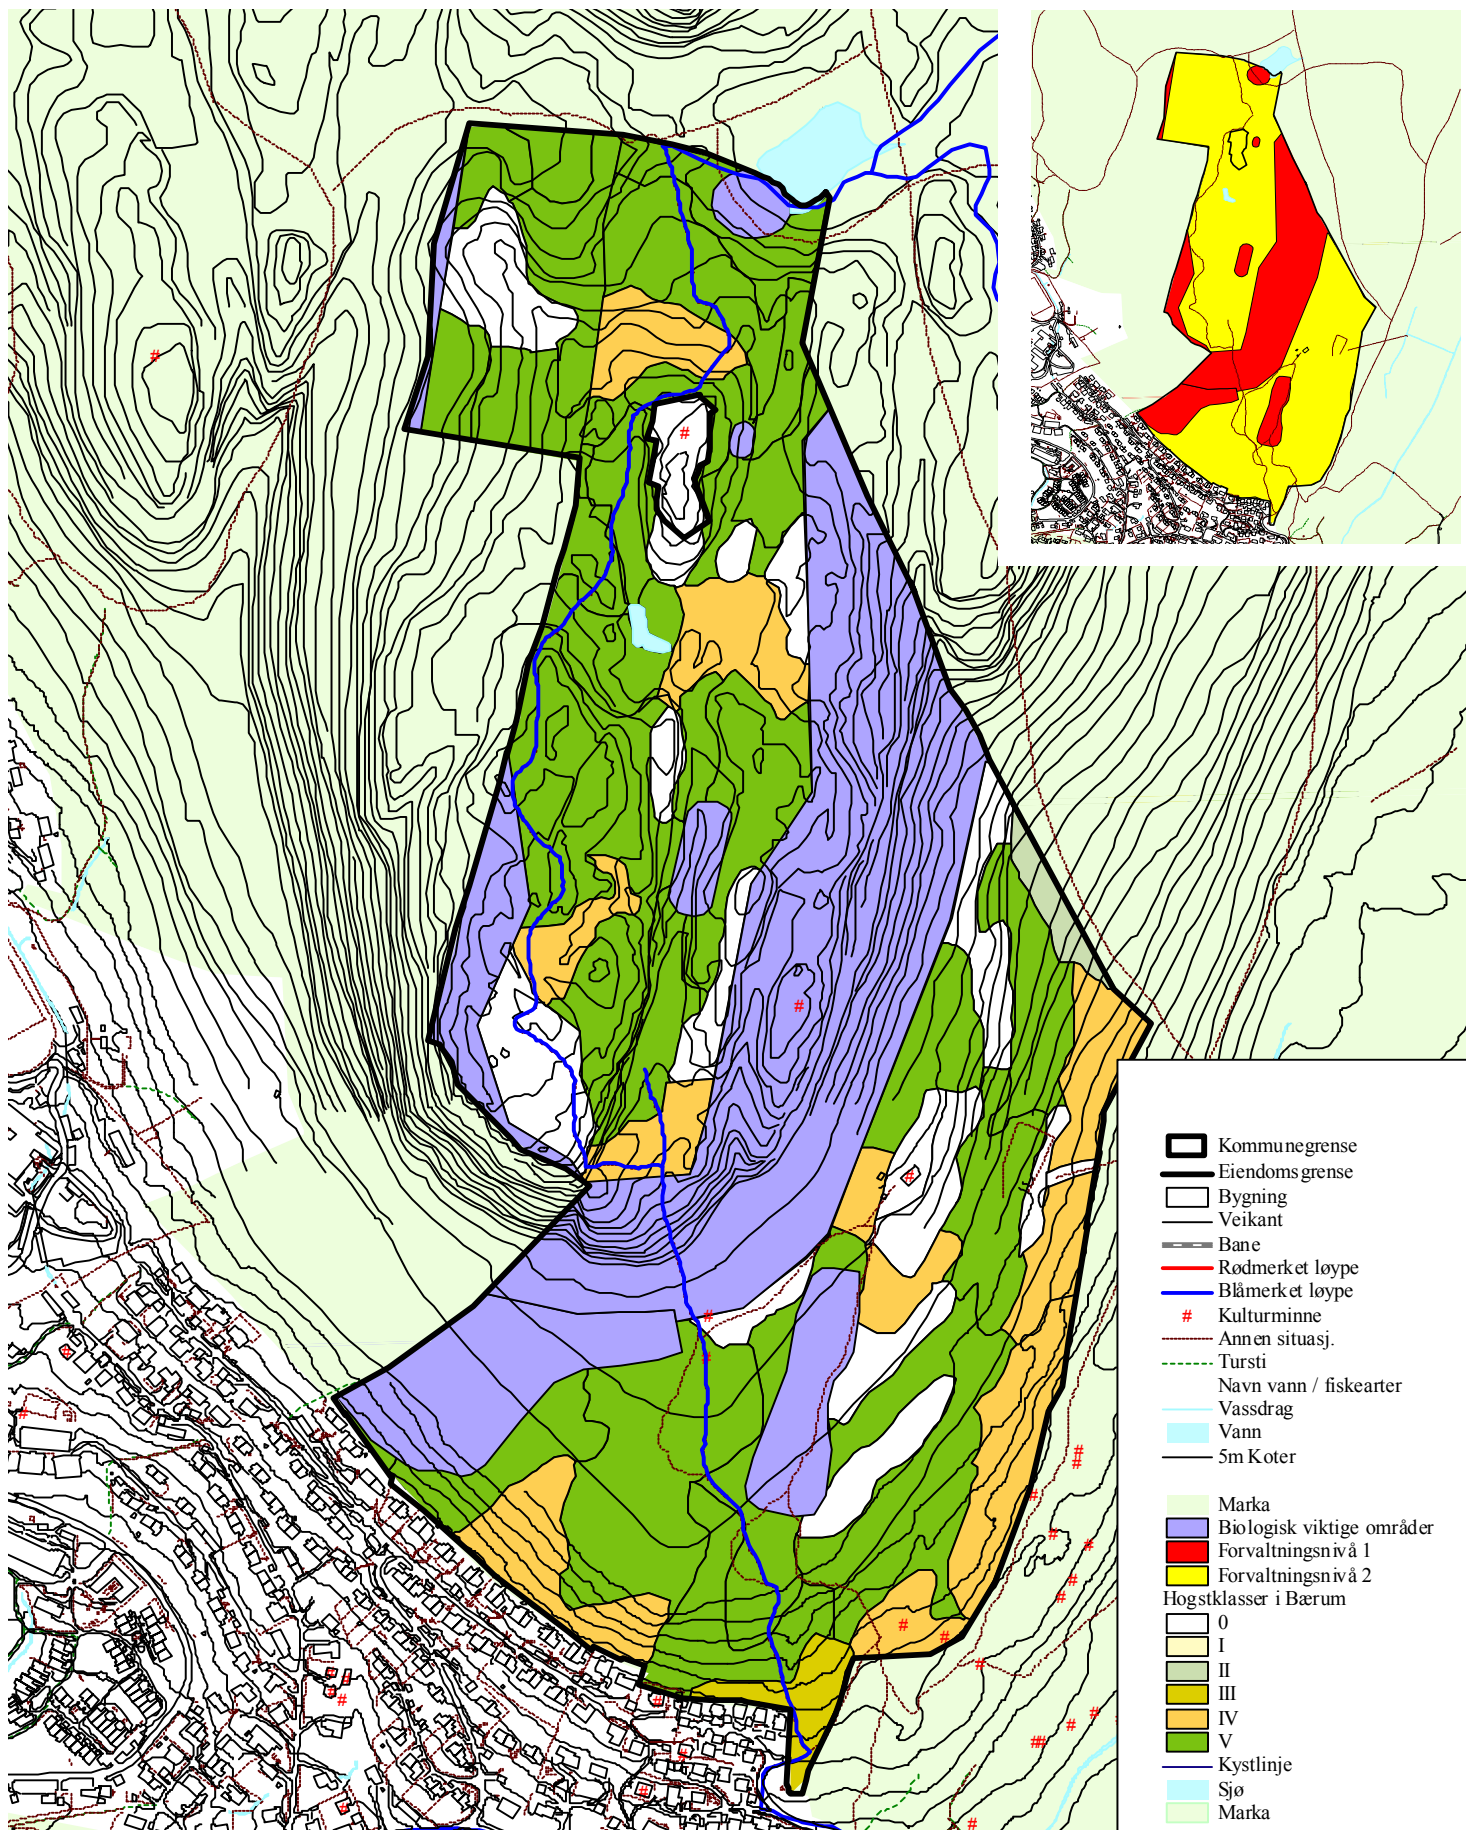 Kommunegrense
Eiendomsgrense
Bygning
Veikant
Bane
Rødmerket løype
Blåmerket løype
# Kulturminne
Annen situasj.
Tursti
Navn vann / fiskearter
Vassdrag
Vann
5m Koter
Marka
Biologisk viktige områder
Forvaltningsnivå 1
Forvaltningsnivå 2
Hogstklasser i Bærum
0
I
II
III
IV
V
Kystlinje
Sjø
Marka